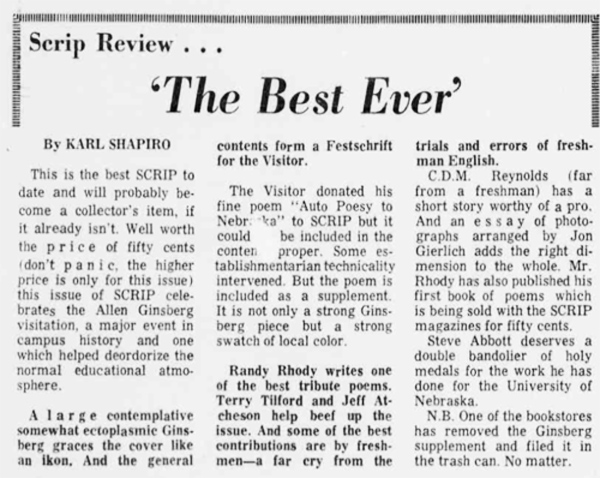 Scrip Review . . .
‘The Best Ever’
By KARL SHAPIRO
This is the best SCRIP to
date and will probably be-
come a collector's item, if
it already isn't. Well worth
the price of fifty cents
(don't panic, the higher
price is only for this issue)
this issue of SCRIP cele-
brates the Allen Ginsberg
visitation, a major event in
campus history and one
which helped deordorize the
normal educational atmo-
sphere.
A large contemplative
somewhat ectoplasmic Gins-
berg graces the cover like
an ikon. And the general
contents form a Festschrift
for the Visitor.
The Visitor donated his
fine poem "Auto Poesy to
to SCRIP but it
could be included in the
proper. Some es-
tablishmentarian technicality
intervened. But the poem is
included as a supplement.
It is not only a strong Gins-
berg piece but a strong
swatch of local color.
Randy Rhody writes one
of the best tribute poems.
Terry Tilford and Jeff At-
cheson help beef up the
issue. And some of the best
contributions are by fresh-
men—a far cry from the
trials and errors of fresh-
man English.
C.D.M. Reynolds (far
from a freshman) has a
short story worthy of a pro.
And an essay of photo-
graphs arranged by Jon
Gierlich adds the right di-
mension to the whole. Mr.
Rhody has also published his
first book of poems which
is being sold with the SCRIP
magazines for fifty cents.
Steve Abbott deserves a
double bandolier of holy
medals for the work he has
done for the University of
Nebraska.
N.B. One of the bookstores
has removed the Ginsberg
supplement and filed it in
the trash can. No matter.